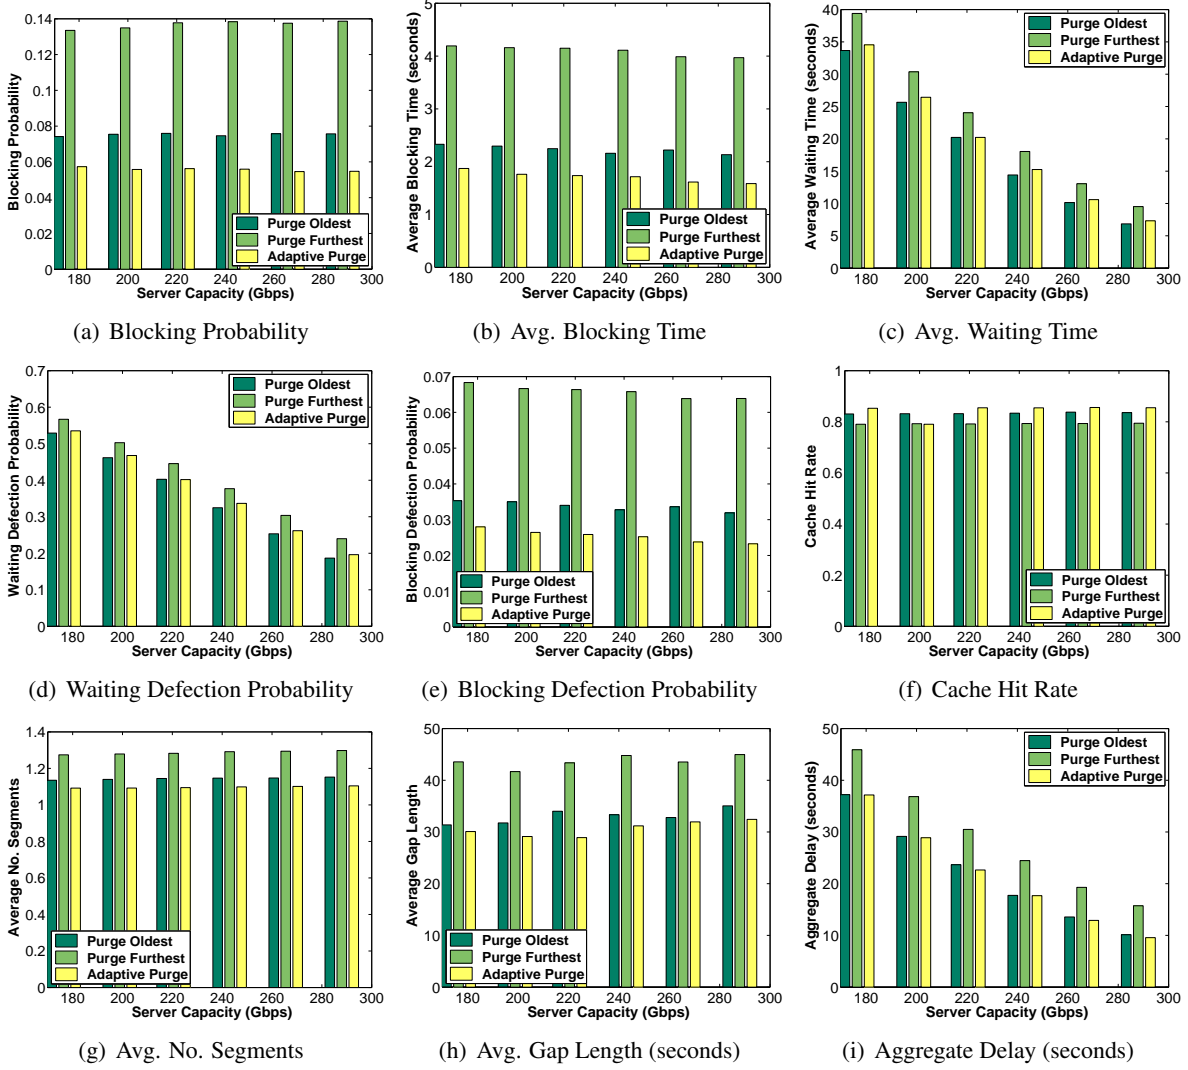 0.14
0.12
0.1
0.08
0.06
0.04
0.02
0
Blocking Probability
Purge Oldest
Purge Furthest
Adaptive Purge
180 200 220 240 260 280 300
Server Capacity (Gbps)
(a) Blocking Probability
5
4
3
2
1
0
Average Blocking Time (seconds)
Purge Oldest
Purge Furthest
Adaptive Purge
180 200 220 240 260 280 300
Server Capacity (Gbps)
(b) Avg. Blocking Time
40
35
30
25
20
15
10
5
0
Average Waiting Time (seconds)
Purge Oldest
Purge Furthest
Adaptive Purge
180 200 220 240 260 280 300
Server Capacity (Gbps)
(c) Avg. Waiting Time
0.7
0.6
0.5
0.4
0.3
0.2
0.1
0
Waiting Defection Probability
Purge Oldest
Purge Furthest
Adaptive Purge
180 200 220 240 260 280 300
Server Capacity (Gbps)
(d) Waiting Defection Probability
0.07
0.06
0.05
0.04
0.03
0.02
0.01
0
Blocking Defection Probability
Purge Oldest
Purge Furthest
Adaptive Purge
180 200 220 240 260 280 300
Server Capacity (Gbps)
(e) Blocking Defection Probability
1
0.8
0.6
0.4
0.2
0
Cache Hit Rate
Purge Oldest
Purge Furthest
Adaptive Purge
180 200 220 240 260 280 300
Server Capacity (Gbps)
(f) Cache Hit Rate
1.4
1.2
1
0.8
0.6
0.4
0.2
0
Average No. Segments
Purge Oldest
Purge Furthest
Adaptive Purge
180 200 220 240 260 280 300
Server Capacity (Gbps)
(g) Avg. No. Segments
50
40
30
20
10
0
Average Gap Length
Purge Oldest
Purge Furthest
Adaptive Purge
180 200 220 240 260 280 300
Server Capacity (Gbps)
(h) Avg. Gap Length (seconds)
50
40
30
20
10
0
Aggregate Delay (seconds)
Purge Oldest
Purge Furthest
Adaptive Purge
180 200 220 240 260 280 300
Server Capacity (Gbps)
(i) Aggregate Delay (seconds)